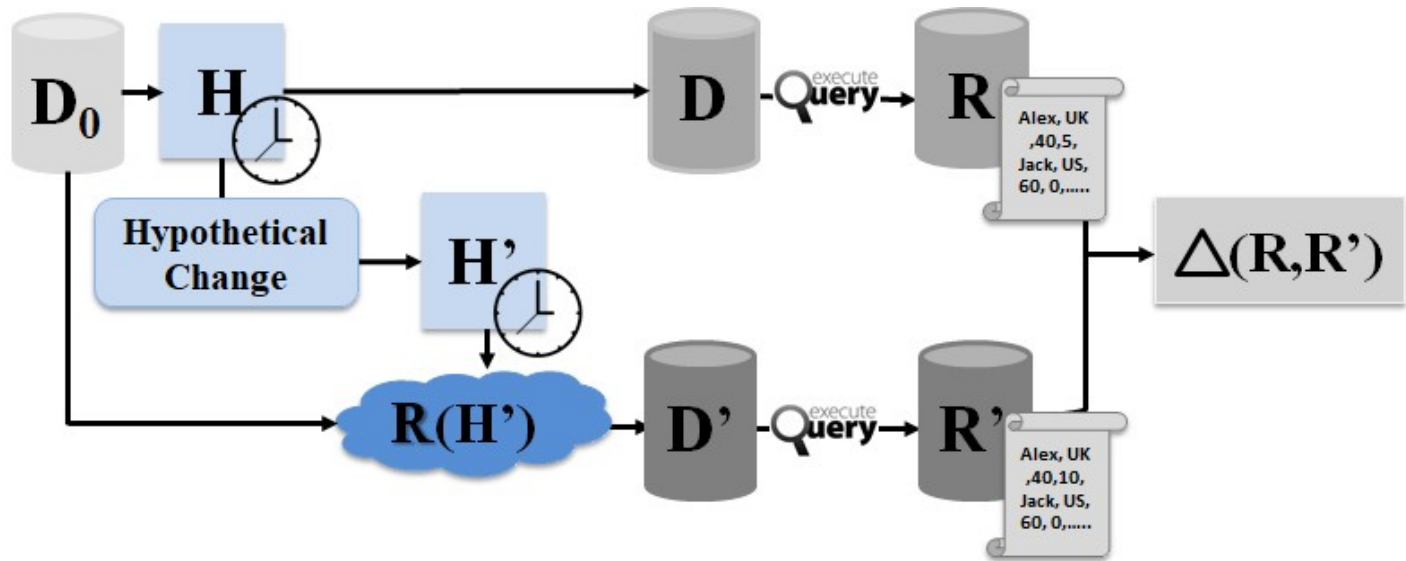 D₀
H
D
execute
Query
R
Alex, UK
,40,5,
Jack, US,
60, 0,.....
Hypothetical
Change
H’
△(R,R’)
R(H’)
D’
execute
Query
R’
Alex, UK
,40,10,
Jack, US,
60, 0,.....